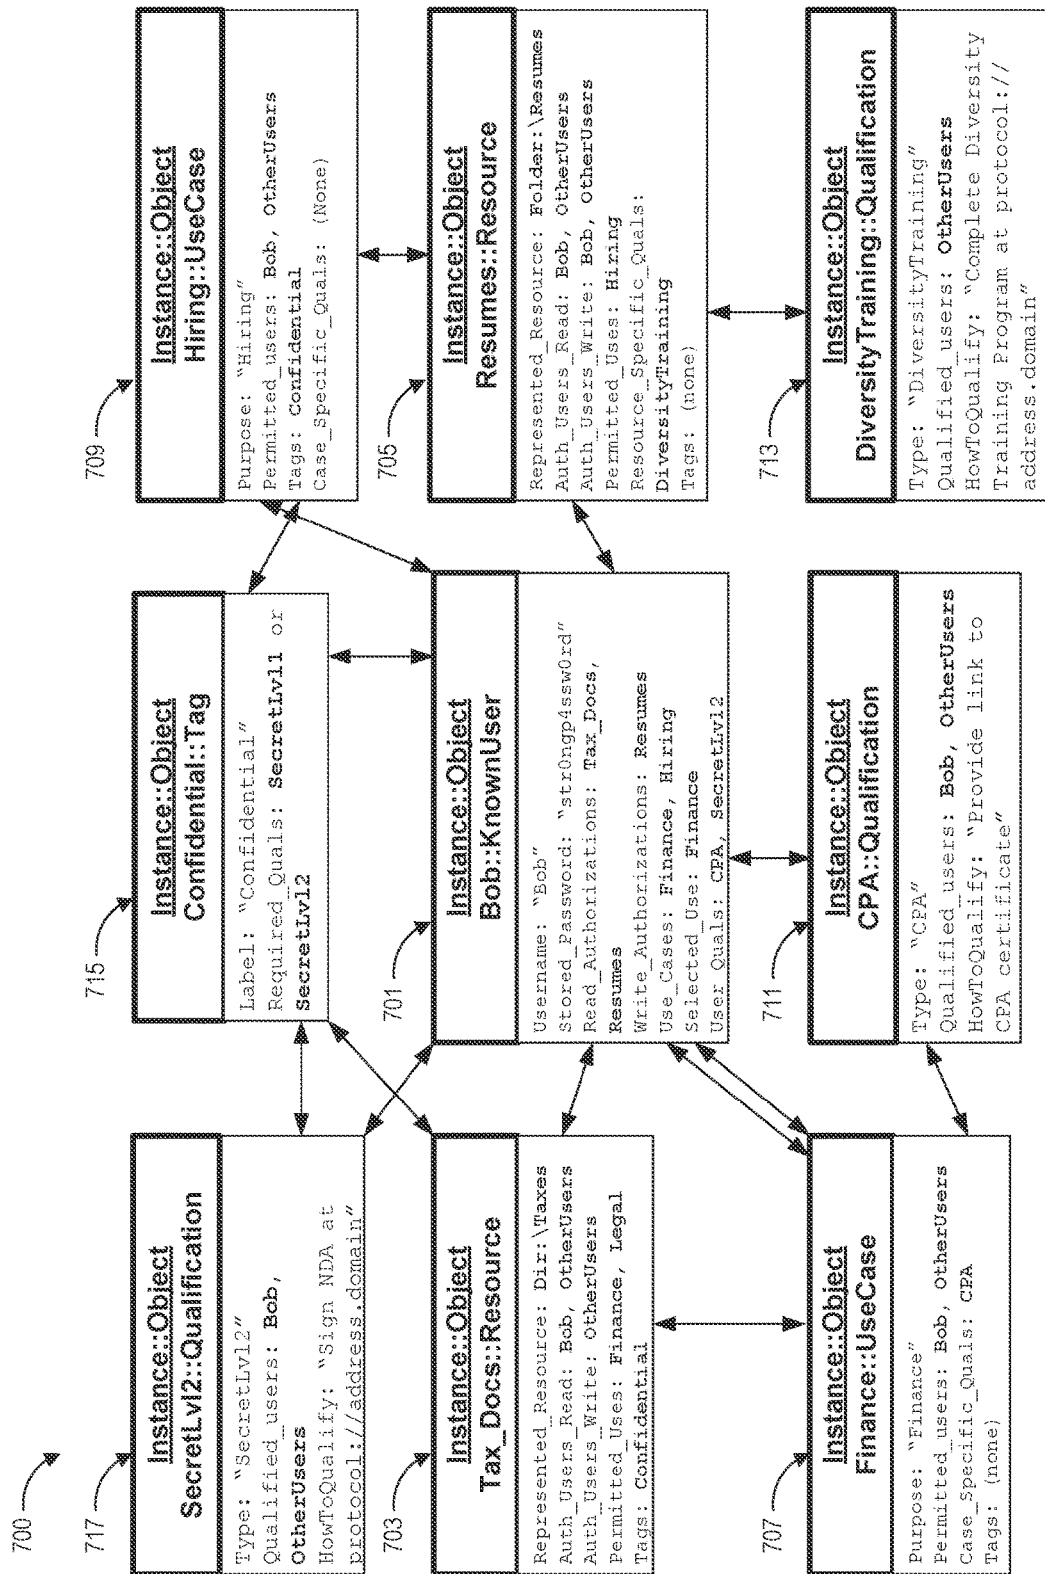 700
717
Instance::Object
SecretLvl2::Qualification
Type: “SecretLvl2”
Qualified_users: Bob,
OtherUsers
HowToQualify: “Sign NDA at
protocol://address.domain”
715
Instance::Object
Confidential::Tag
Label: “Confidential”
Required_Quals: SecretLvl1 or
SecretLvl2
709
Instance::Object
Hiring::UseCase
Purpose: “Hiring”
Permitted_users: Bob, OtherUsers
Tags: Confidential
Case_Specific_Quals: (None)
703
Instance::Object
Tax_Docs::Resource
Represented_Resource: Dir:\Taxes
Auth_Users_Read: Bob, OtherUsers
Auth_Users_Write: OtherUsers
Permitted_Uses: Finance, Legal
Tags: Confidential
701
Instance::Object
Bob::KnownUser
Username: “Bob”
Stored_Password: “str0ngp4ssw0rd”
Read_Authorizations: Tax_Docs,
Resumes
Write_Authorizations: Resumes
Use_Cases: Finance, Hiring
Selected_Use: Finance
User_Quals: CPA, SecretLvl2
705
Instance::Object
Resumes::Resource
Represented_Resource: Folder:\Resumes
Auth_Users_Read: Bob, OtherUsers
Auth_Users_Write: Bob, OtherUsers
Permitted_Uses: Hiring
Resource_Specific_Quals:
DiversityTraining
Tags: (none)
707
Instance::Object
Finance::UseCase
Purpose: “Finance”
Permitted_users: Bob, OtherUsers
Case_Specific_Quals: CPA
Tags: (none)
711
Instance::Object
CPA::Qualification
Type: “CPA”
Qualified_users: Bob, OtherUsers
HowToQualify: “Provide link to
CPA certificate”
713
Instance::Object
DiversityTraining::Qualification
Type: “DiversityTraining”
Qualified_users: OtherUsers
HowToQualify: “Complete Diversity
Training Program at protocol://
address.domain”